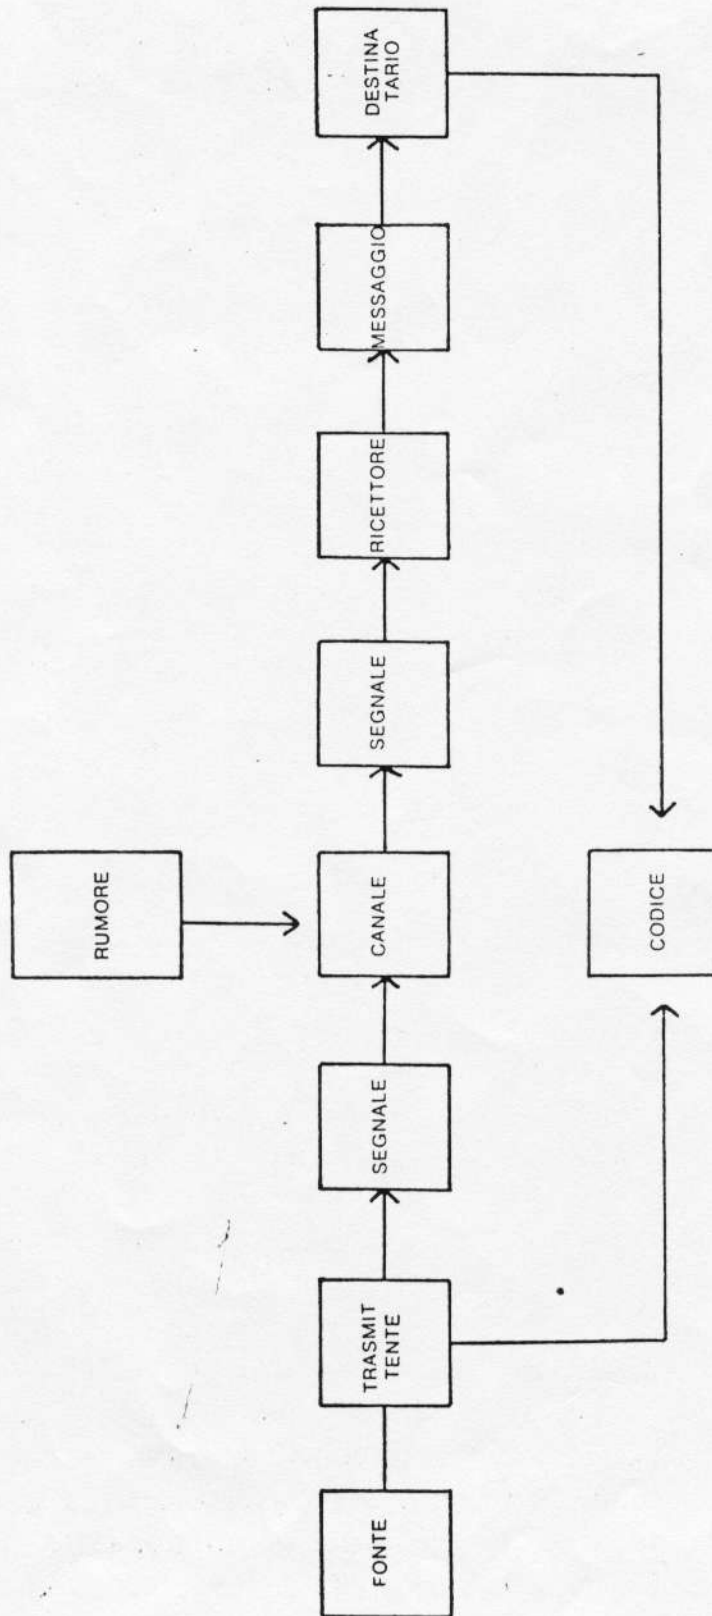 RUMORE
FONTE
TRASMIT
TENTE
SEGNALE
CANALE
SEGNALE
RICETTORE
MESSAGGIO
DESTINA
TARIO
CODICE